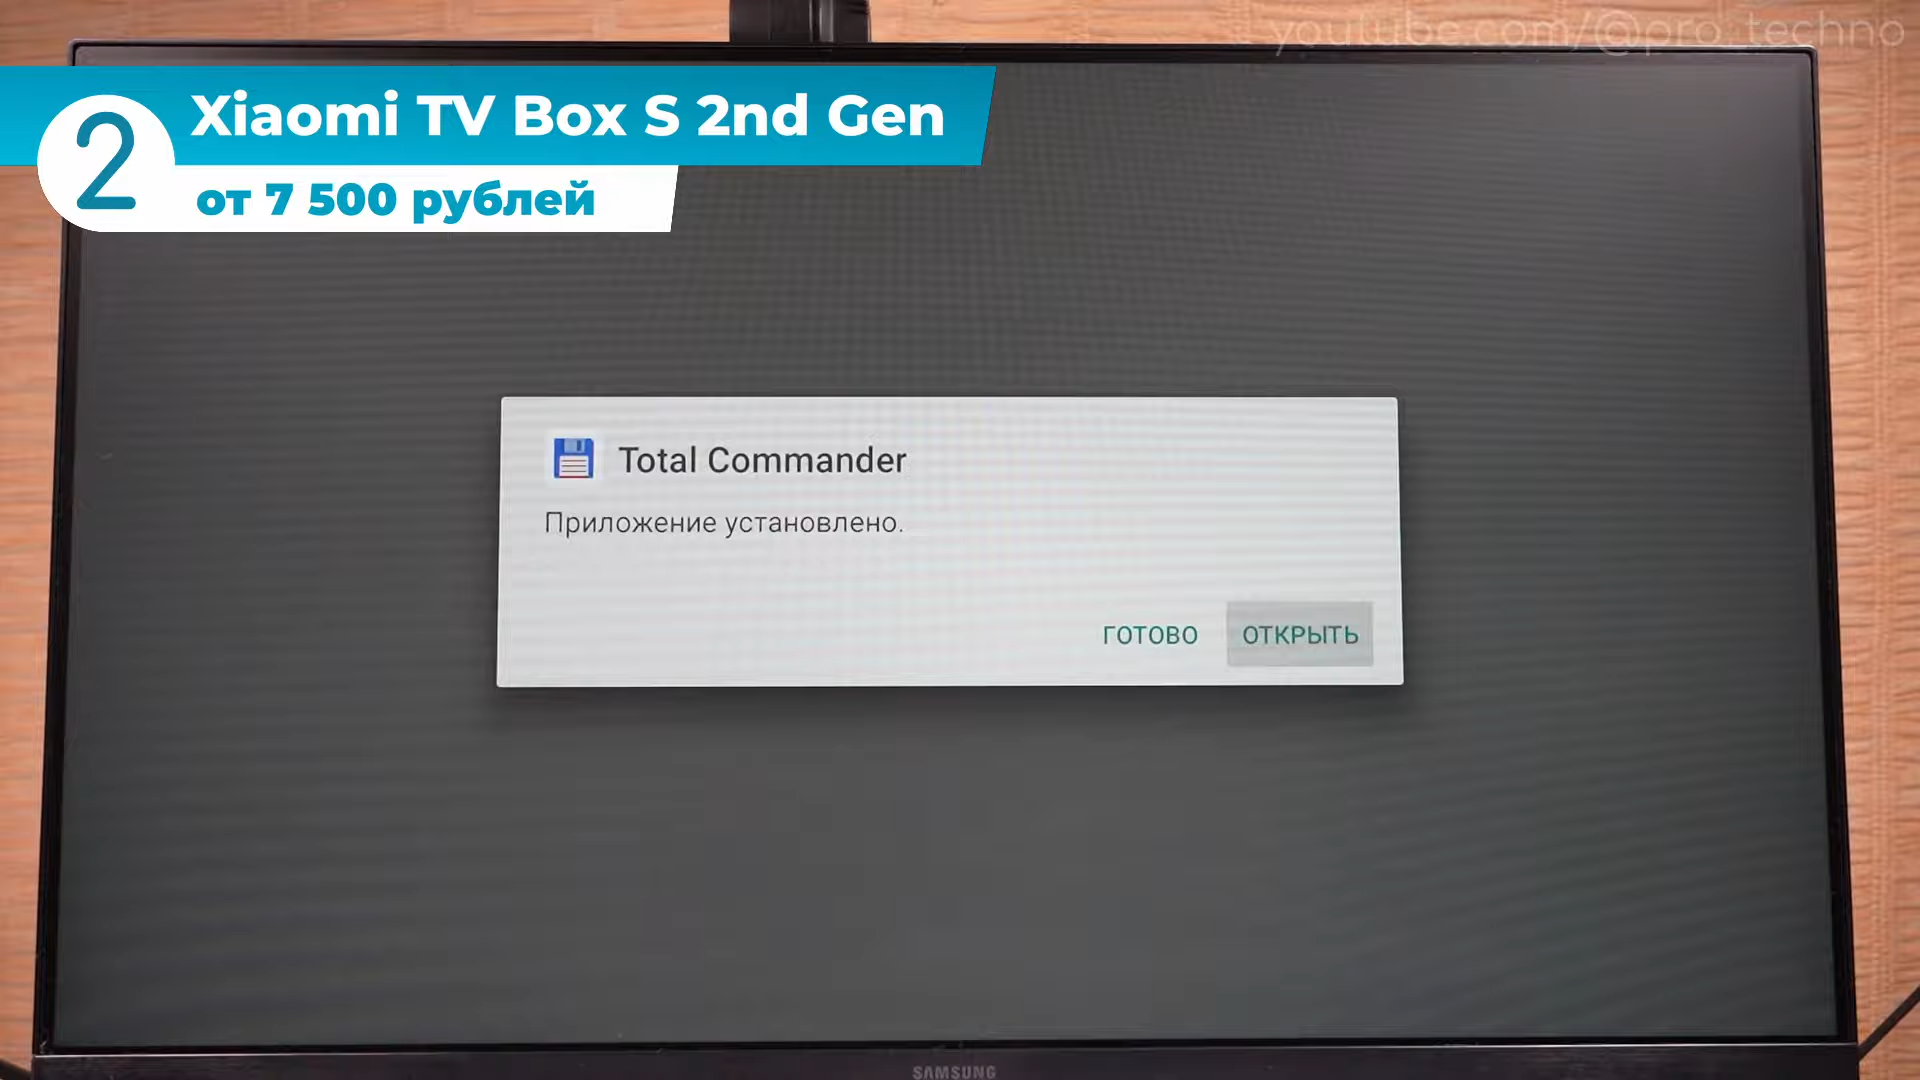 youtube.com/@pro_techno
Xiaomi TV Box S 2nd Gen
2
от 7 500 рублей
Total Commander
Приложение установлено.
ГОТОВО
ОТКРЫТЬ
SAMSUNG